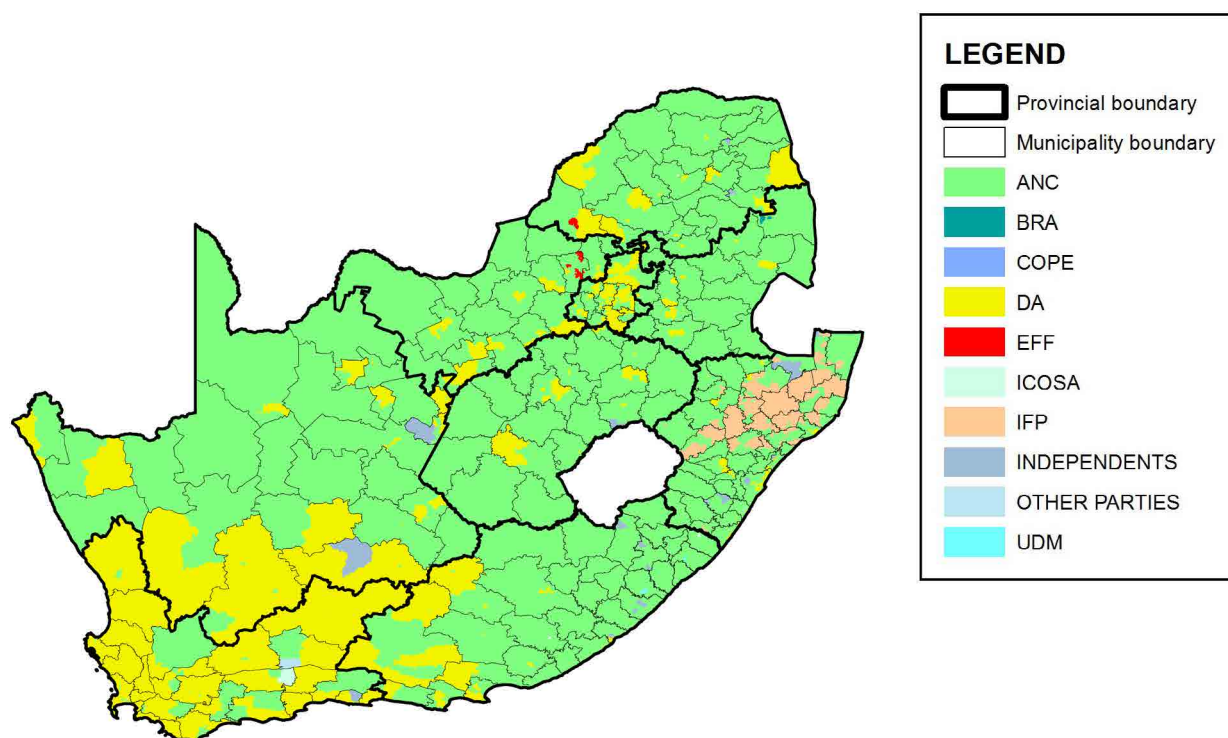 LEGEND
Provincial boundary
Municipality boundary
ANC
BRA
COPE
DA
EFF
ICOSA
IFP
INDEPENDENTS
OTHER PARTIES
UDM